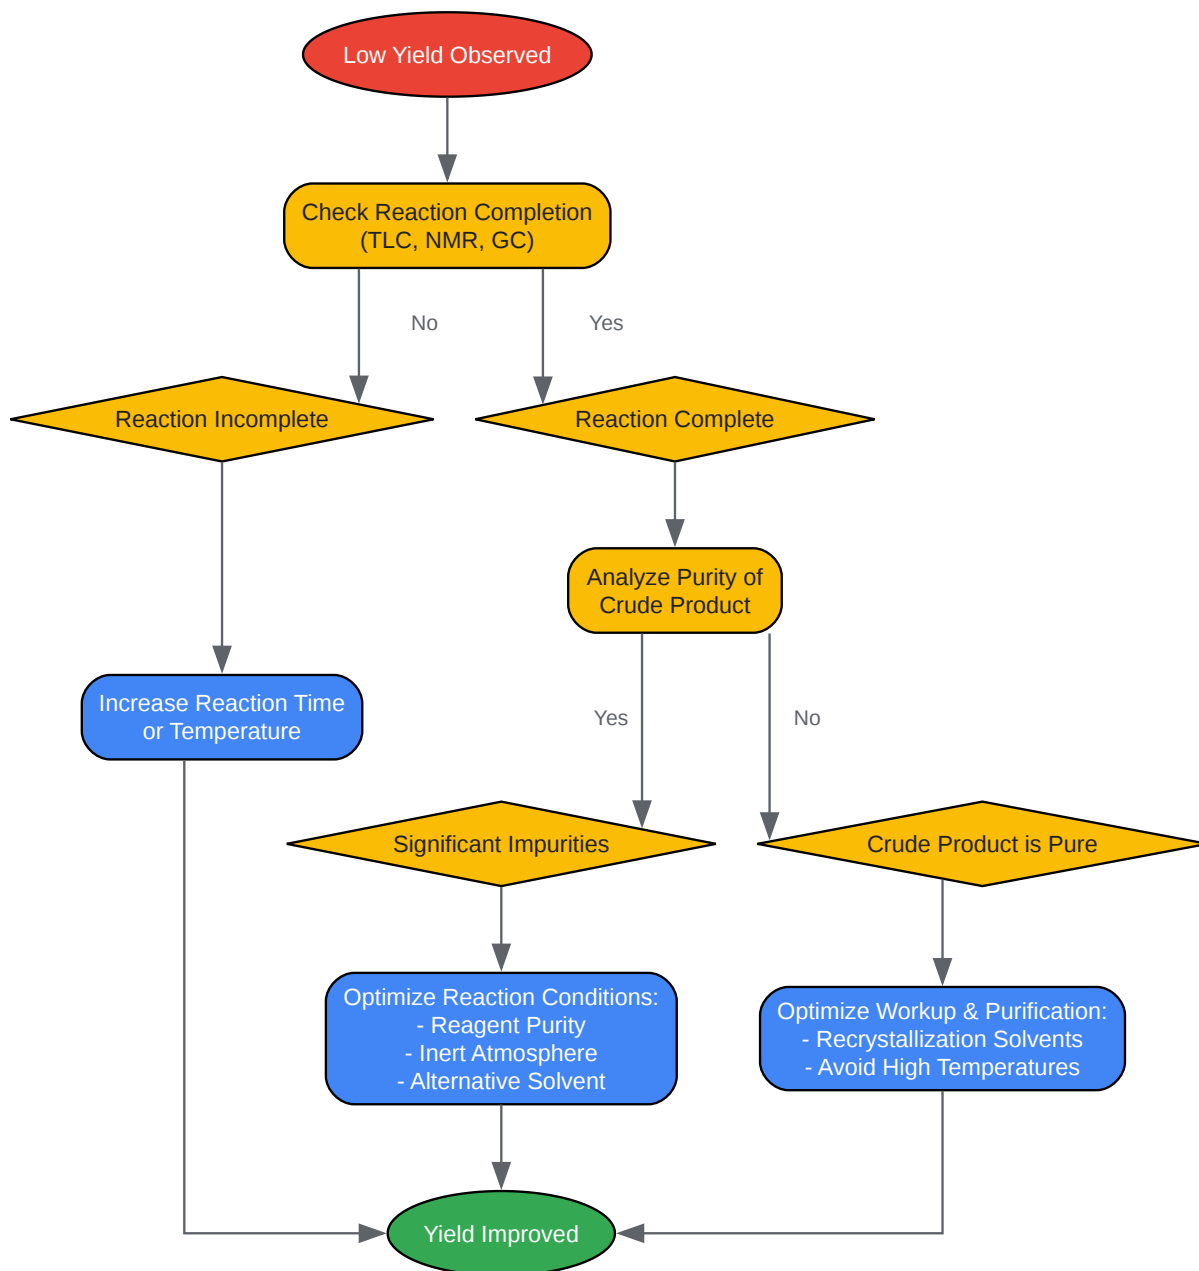 Low Yield Observed
Check Reaction Completion
(TLC, NMR, GC)
No
Yes
Reaction Incomplete
Reaction Complete
Analyze Purity of
Crude Product
Increase Reaction Time
or Temperature
Yes
No
Significant Impurities
Crude Product is Pure
Optimize Reaction Conditions:
- Reagent Purity
- Inert Atmosphere
- Alternative Solvent
Optimize Workup & Purification:
- Recrystallization Solvents
- Avoid High Temperatures
Yield Improved